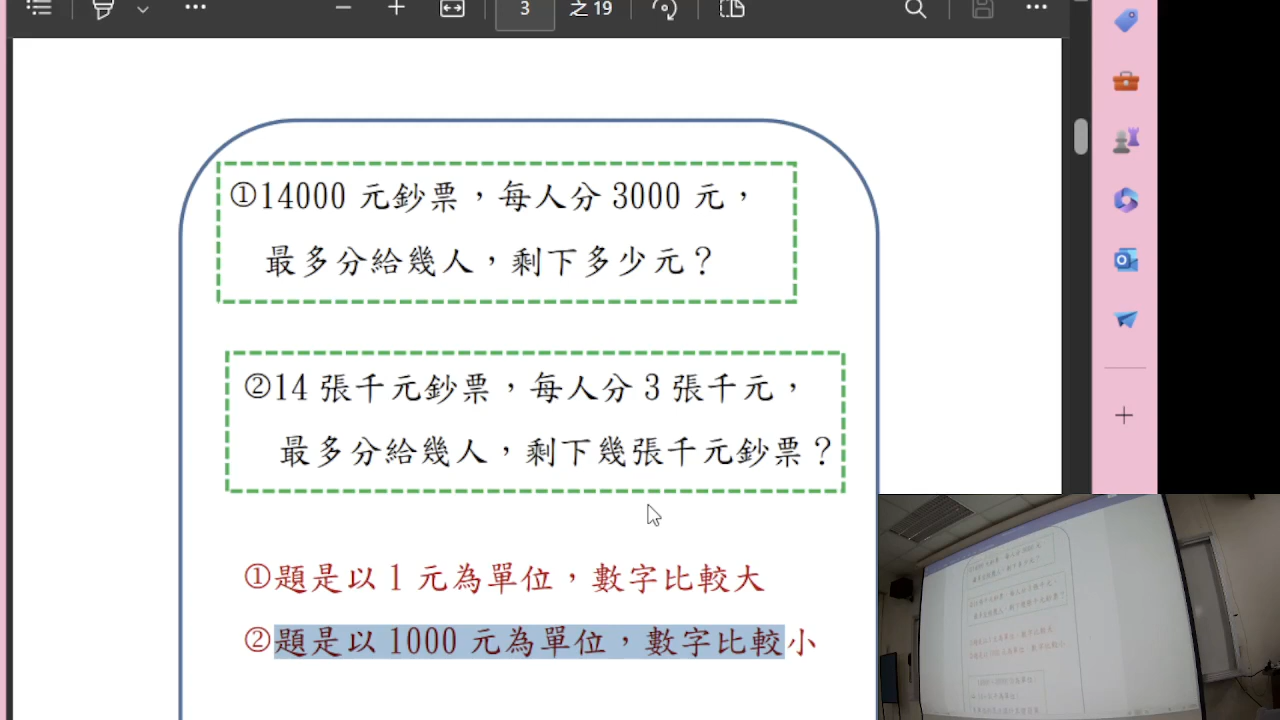 3 之 19
①14000 元鈔票，每人分 3000 元，
最多分給幾人，剩下多少元？
②14 張千元鈔票，每人分 3 張千元，
最多分給幾人，剩下幾張千元鈔票？
①題是以 1 元為單位，數字比較大
②題是以 1000 元為單位，數字比較小